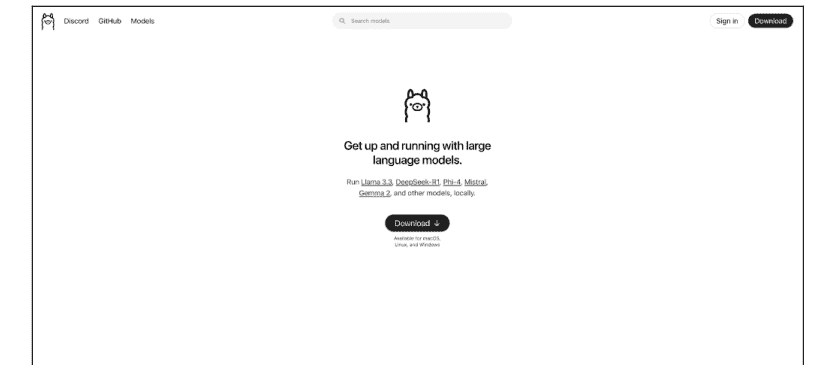 Discord GitHub Models Search models Sign in Download
Get up and running with large
language models.
Run Llama 3.3, DeepSeek-R1, Phi-4, Mistral,
Gemma 2, and other models, locally.
Download ↓
Available for macOS,
Linux, and Windows